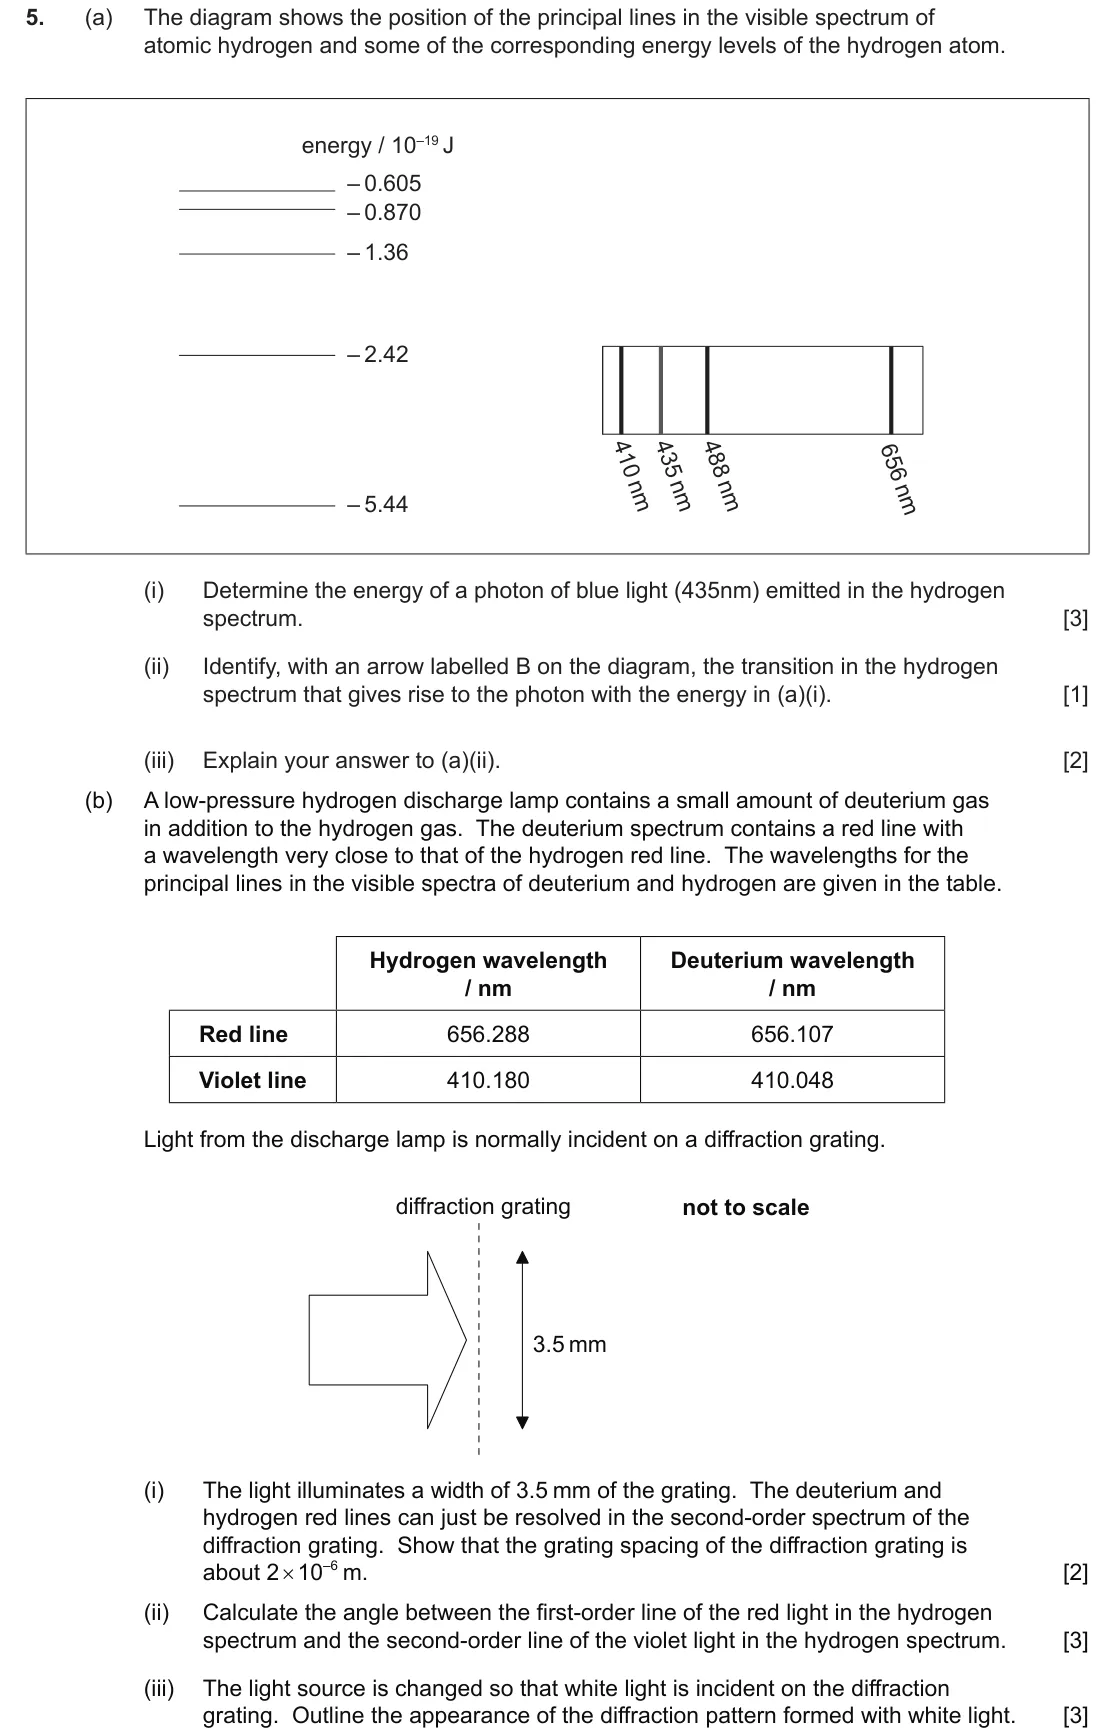 5. (a) The diagram shows the position of the principal lines in the visible spectrum of
atomic hydrogen and some of the corresponding energy levels of the hydrogen atom.
energy / 10⁻¹⁹ J
– 0.605
– 0.870
– 1.36
– 2.42
– 5.44
410 nm
435 nm
488 nm
656 nm
(i) Determine the energy of a photon of blue light (435nm) emitted in the hydrogen
spectrum. [3]
(ii) Identify, with an arrow labelled B on the diagram, the transition in the hydrogen
spectrum that gives rise to the photon with the energy in (a)(i). [1]
(iii) Explain your answer to (a)(ii). [2]
(b) A low-pressure hydrogen discharge lamp contains a small amount of deuterium gas
in addition to the hydrogen gas. The deuterium spectrum contains a red line with
a wavelength very close to that of the hydrogen red line. The wavelengths for the
principal lines in the visible spectra of deuterium and hydrogen are given in the table.
Hydrogen wavelength Deuterium wavelength
/ nm / nm
Red line 656.288 656.107
Violet line 410.180 410.048
Light from the discharge lamp is normally incident on a diffraction grating.
diffraction grating not to scale
3.5 mm
(i) The light illuminates a width of 3.5 mm of the grating. The deuterium and
hydrogen red lines can just be resolved in the second-order spectrum of the
diffraction grating. Show that the grating spacing of the diffraction grating is
about 2 × 10⁻⁶ m. [2]
(ii) Calculate the angle between the first-order line of the red light in the hydrogen
spectrum and the second-order line of the violet light in the hydrogen spectrum. [3]
(iii) The light source is changed so that white light is incident on the diffraction
grating. Outline the appearance of the diffraction pattern formed with white light. [3]